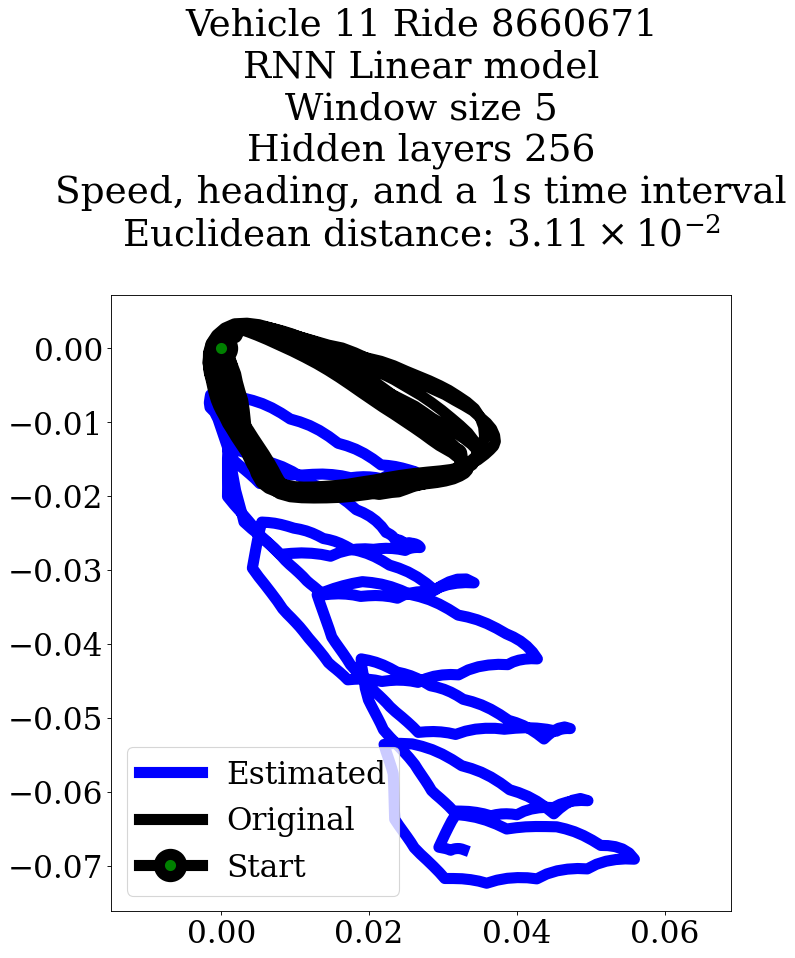 Vehicle 11 Ride 8660671
RNN Linear model
Window size 5
Hidden layers 256
Speed, heading, and a 1s time interval
Euclidean distance: 3.11 × 10⁻²
0.00
−0.01
−0.02
−0.03
−0.04
−0.05
−0.06
−0.07
Estimated
Original
Start
0.00 0.02 0.04 0.06